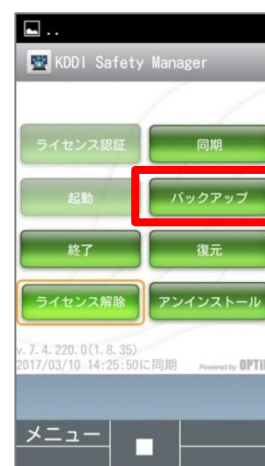 ..
KDDI Safety Manager
ライセンス認証 同期
起動 バックアップ
終了 復元
ライセンス解除 アンインストール
v.7.4.220.0(1.8.35)
2017/03/10 14:25:50に同期 Powered by OPTiM
メニュー